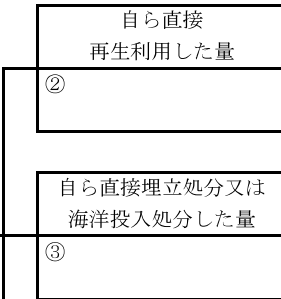 自ら直接
再生利用した量
②
自ら直接埋立処分又は
海洋投入処分した量
③